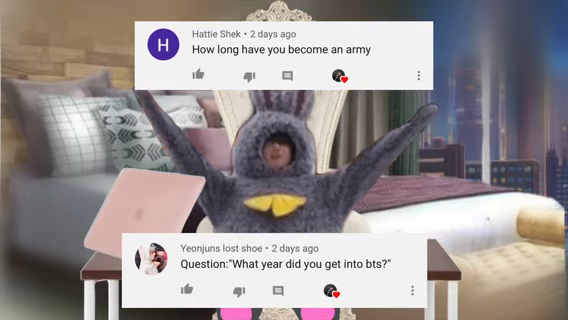 H
Hattie Shek • 2 days ago
How long have you become an army
Yeonjuns lost shoe • 2 days ago
Question:"What year did you get into bts?"